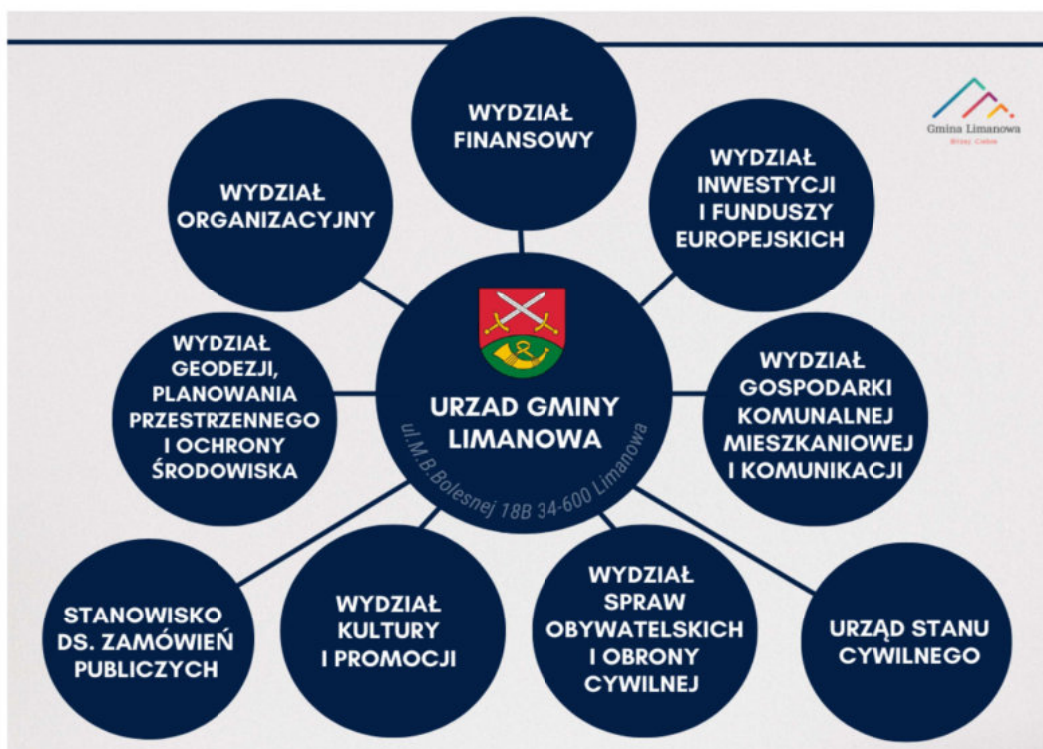 WYDZIAŁ
FINANSOWY
Gmina Limanowa
Bliżej Ciebie
WYDZIAŁ
ORGANIZACYJNY
WYDZIAŁ
INWESTYCJI
I FUNDUSZY
EUROPEJSKICH
WYDZIAŁ
GEODEZJI,
PLANOWANIA
PRZESTRZENNEGO
I OCHRONY
ŚRODOWISKA
URZAD GMINY
LIMANOWA
ul.M.B.Bolesnej 18B 34-600 Limanowa
WYDZIAŁ
GOSPODARKI
KOMUNALNEJ
MIESZKANIOWEJ
I KOMUNIKACJI
STANOWISKO
DS. ZAMÓWIEŃ
PUBLICZYCH
WYDZIAŁ
KULTURY
I PROMOCJI
WYDZIAŁ
SPRAW
OBYWATELSKICH
I OBRONY
CYWILNEJ
URZĄD STANU
CYWILNEGO